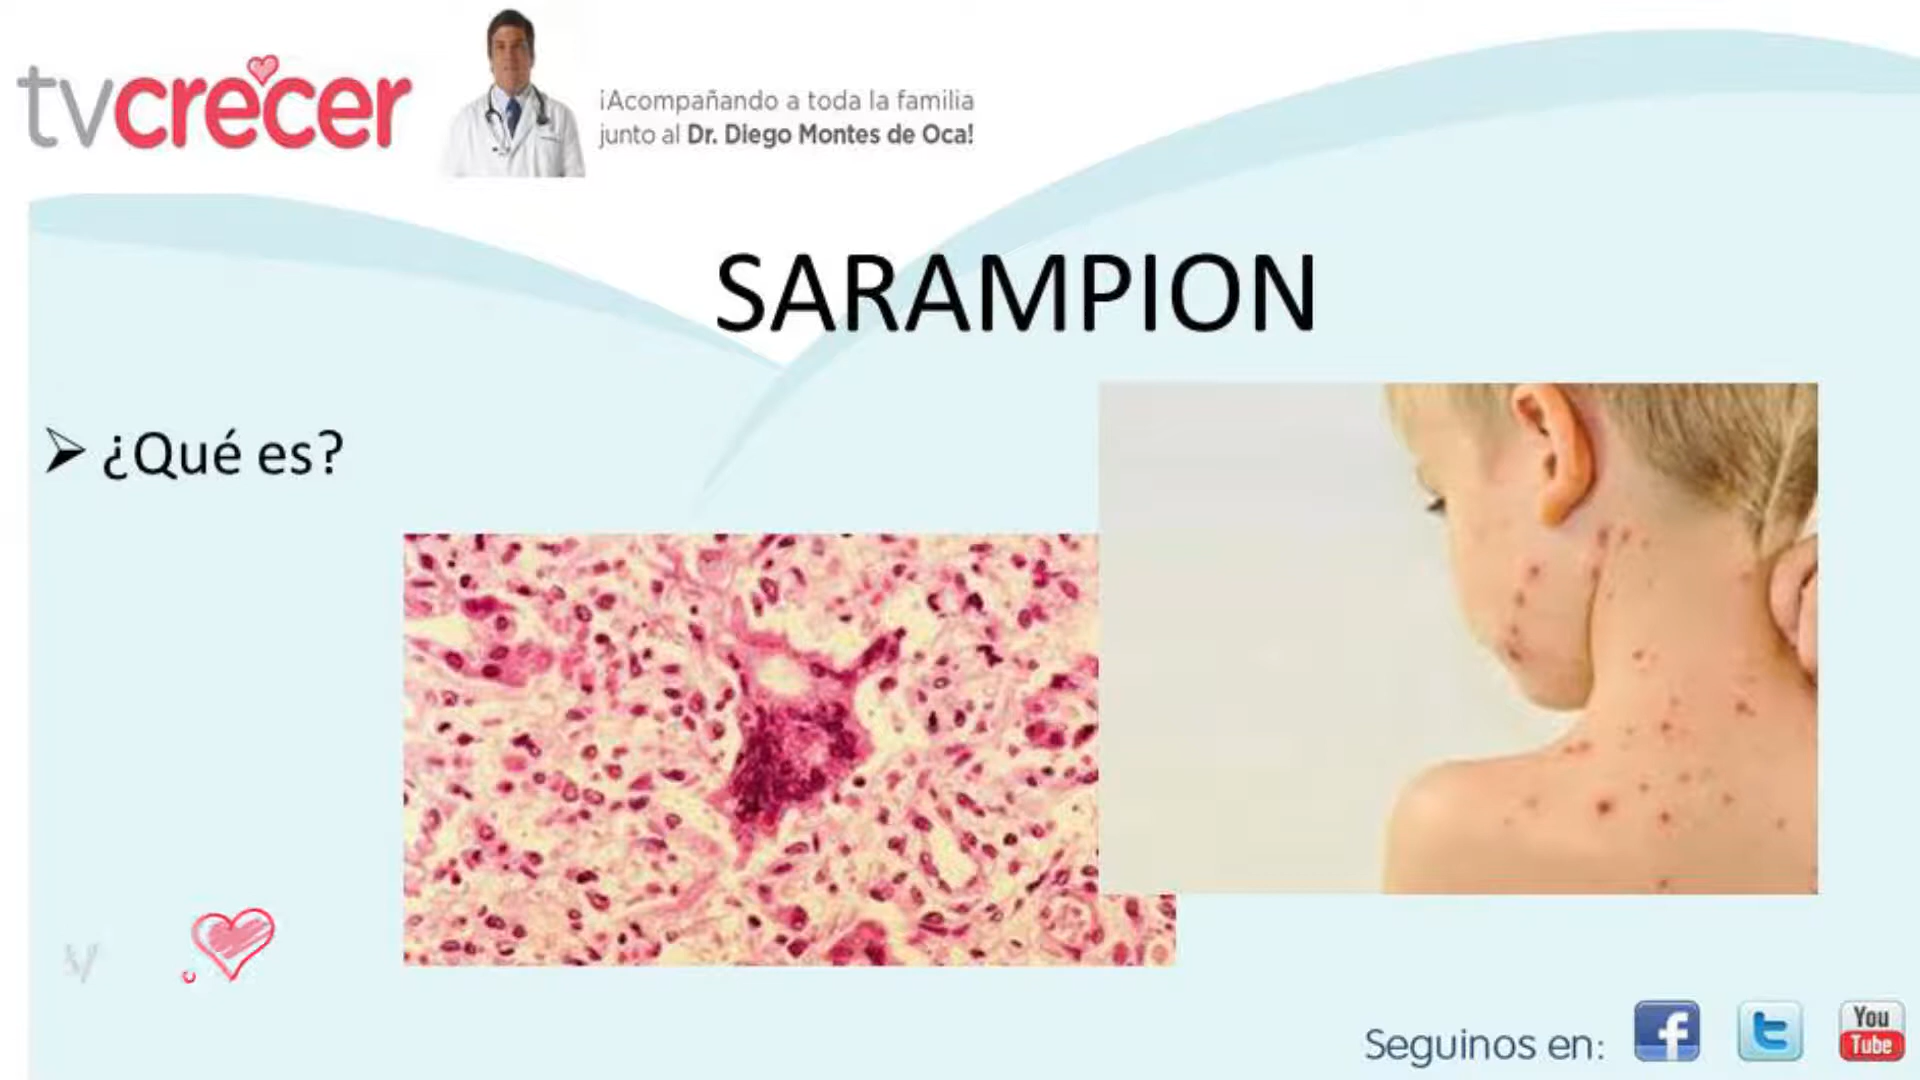 tvcrecer
¡Acompañando a toda la familia
junto al Dr. Diego Montes de Oca!
SARAMPION
¿Qué es?
Seguinos en:
You
Tube